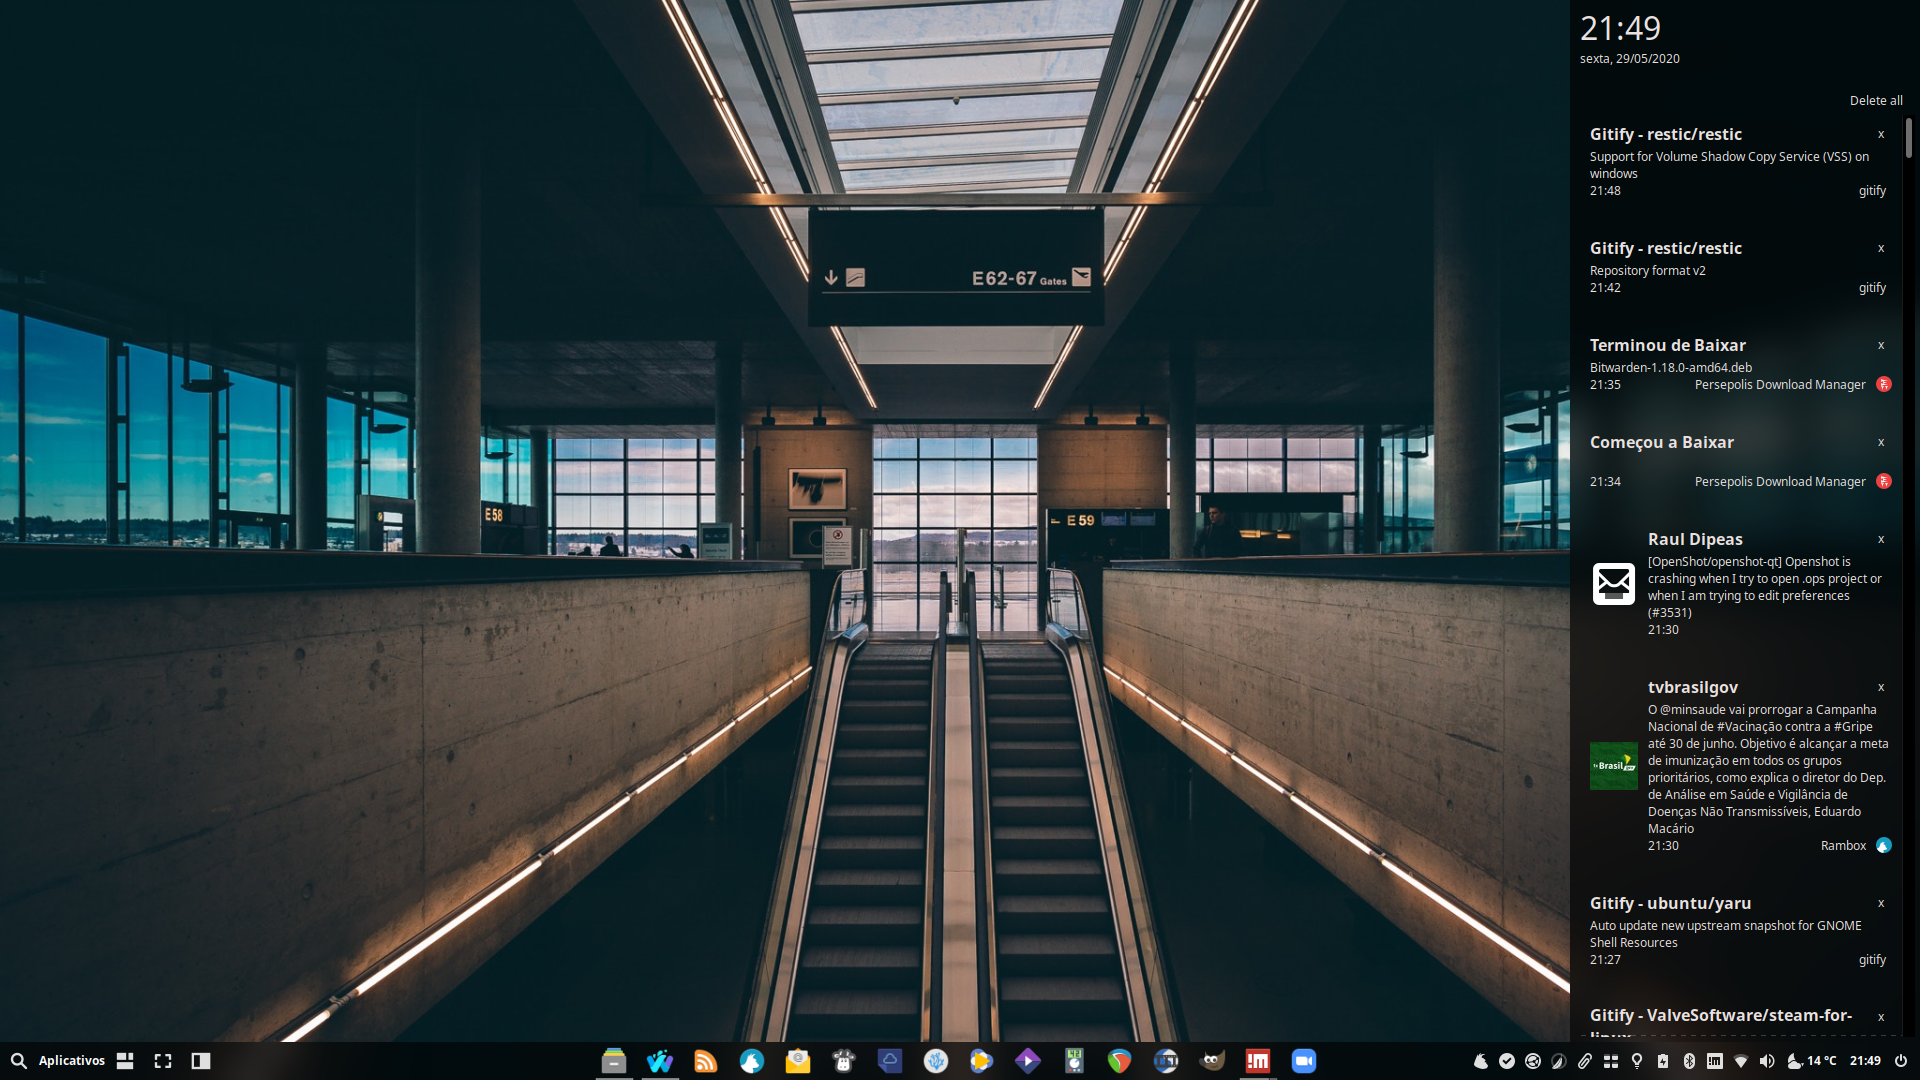 21:49
sexta, 29/05/2020
Delete all
Gitify - restic/restic
x
Support for Volume Shadow Copy Service (VSS) on
windows
21:48
gitify
Gitify - restic/restic
x
Repository format v2
21:42
gitify
Terminou de Baixar
x
Bitwarden-1.18.0-amd64.deb
21:35
Persepolis Download Manager
Começou a Baixar
x
21:34
Persepolis Download Manager
Raul Dipeas
x
[OpenShot/openshot-qt] Openshot is
crashing when I try to open .ops project or
when I am trying to edit preferences
(#3531)
21:30
tvbrasilgov
x
O @minsaude vai prorrogar a Campanha
Nacional de #Vacinação contra a #Gripe
até 30 de junho. Objetivo é alcançar a meta
de imunização em todos os grupos
prioritários, como explica o diretor do Dep.
de Análise em Saúde e Vigilância de
Doenças Não Transmissíveis, Eduardo
Macário
21:30
Rambox
Brasil
Gitify - ubuntu/yaru
x
Auto update new upstream snapshot for GNOME
Shell Resources
21:27
gitify
Gitify - ValveSoftware/steam-for-
x
E62-67 Gates
E58
E59
Aplicativos
14 °C
21:49